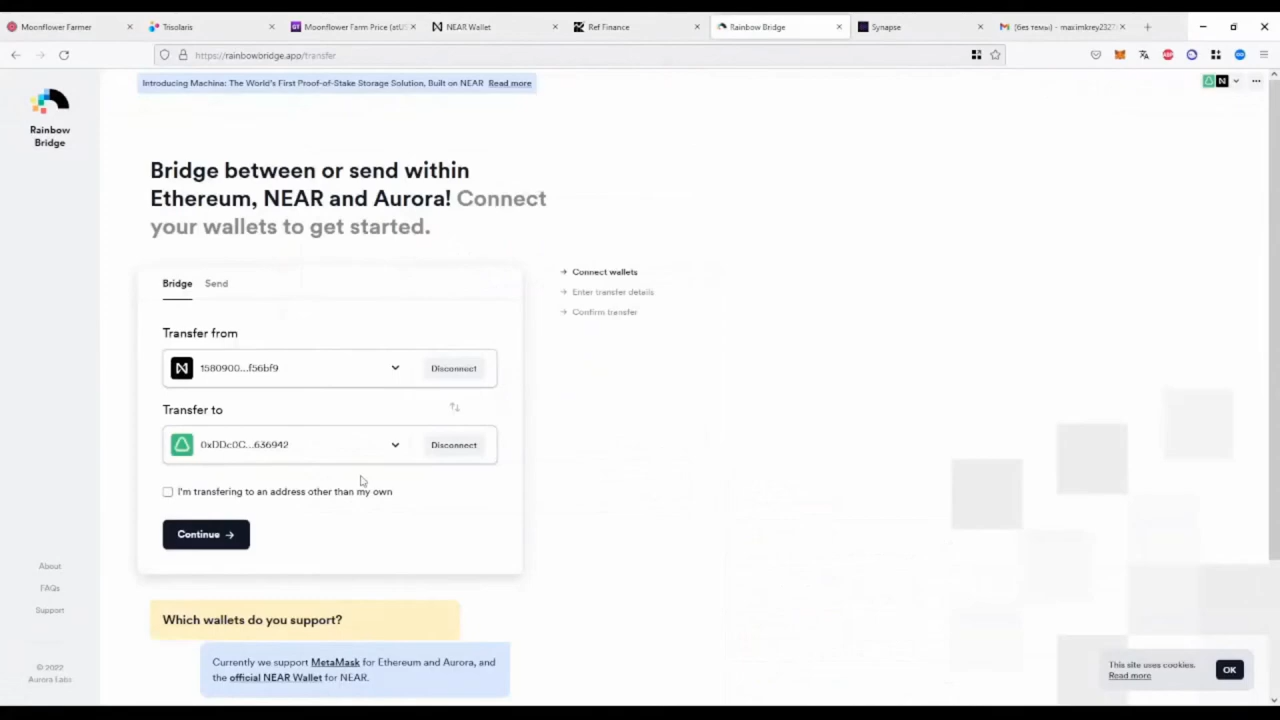 Moonflower Farmer
Trisolaris
Moonflower Farm Price (atUS
NEAR Wallet
Ref Finance
Rainbow Bridge
Synapse
(без темы) - maximkrey2327
https://rainbowbridge.app/transfer
Introducing Machina: The World's First Proof-of-Stake Storage Solution, Built on NEAR Read more
Rainbow
Bridge
Bridge between or send within
Ethereum, NEAR and Aurora! Connect
your wallets to get started.
Bridge Send
Transfer from
1580900...f56bf9
Disconnect
Transfer to
0xDDc0C...636942
Disconnect
I'm transfering to an address other than my own
Continue →
→ Connect wallets
→ Enter transfer details
→ Confirm transfer
Which wallets do you support?
Currently we support MetaMask for Ethereum and Aurora, and
the official NEAR Wallet for NEAR.
About
FAQs
Support
© 2022
Aurora Labs
This site uses cookies.
Read more
OK